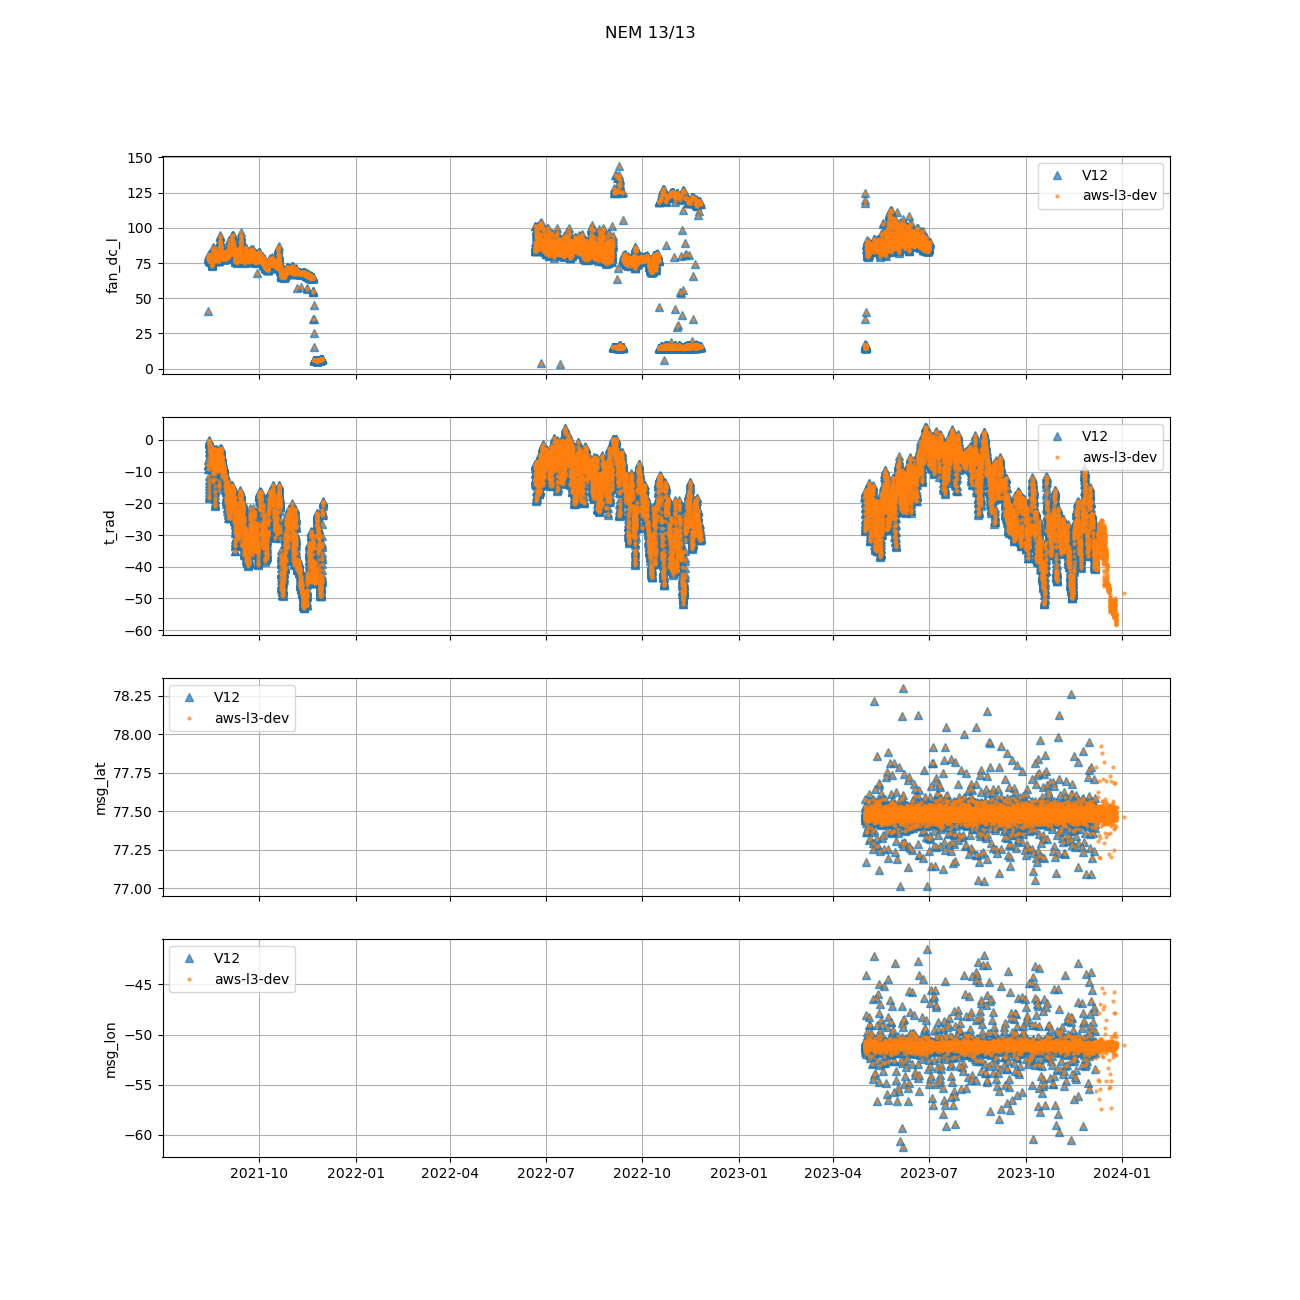 NEM 13/13
150
125
100
75
50
25
0
fan_dc_l
V12
aws-l3-dev
0
−10
−20
−30
−40
−50
−60
t_rad
V12
aws-l3-dev
78.25
78.00
77.75
77.50
77.25
77.00
msg_lat
V12
aws-l3-dev
−45
−50
−55
−60
msg_lon
V12
aws-l3-dev
2021-10 2022-01 2022-04 2022-07 2022-10 2023-01 2023-04 2023-07 2023-10 2024-01